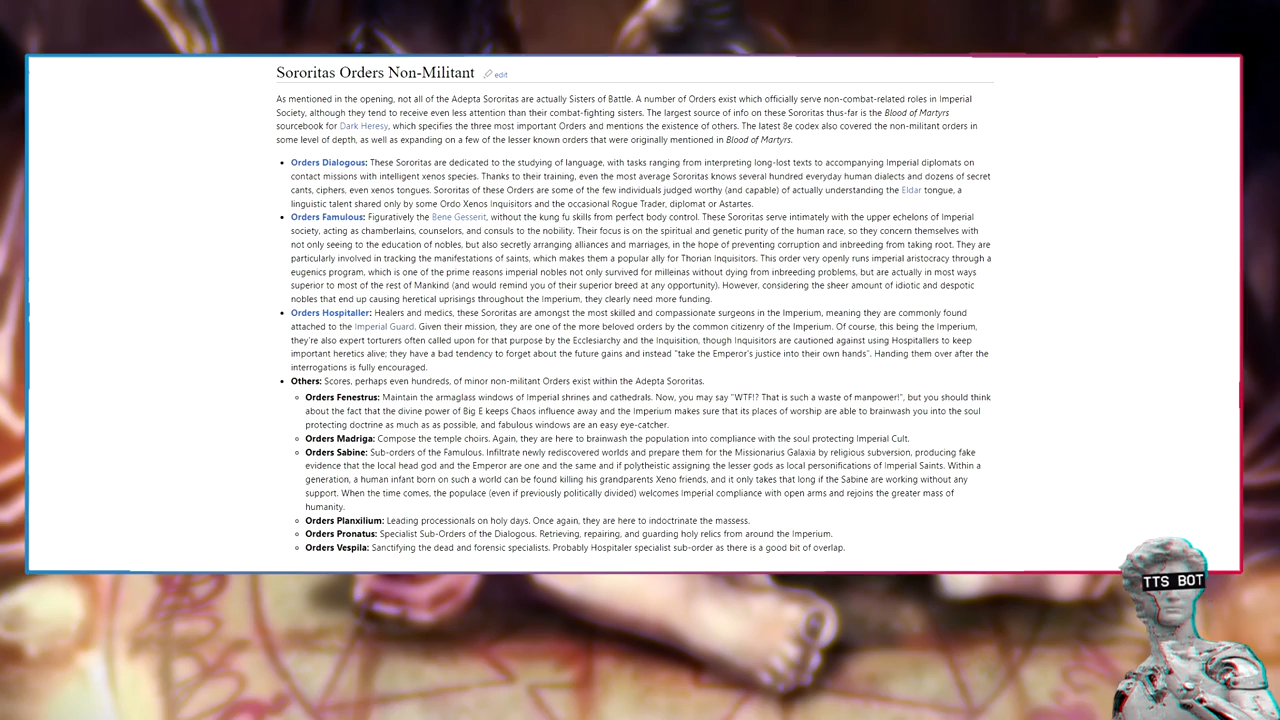 Sororitas Orders Non-Militant edit
As mentioned in the opening, not all of the Adepta Sororitas are actually Sisters of Battle. A number of Orders exist which officially serve non-combat-related roles in Imperial
Society, although they tend to receive even less attention than their combat-fighting sisters. The largest source of info on these Sororitas thus-far is the Blood of Martyrs
sourcebook for Dark Heresy, which specifies the three most important Orders and mentions the existence of others. The latest 8e codex also covered the non-militant orders in
some level of depth, as well as expanding on a few of the lesser known orders that were originally mentioned in Blood of Martyrs.
• Orders Dialogous: These Sororitas are dedicated to the studying of language, with tasks ranging from interpreting long-lost texts to accompanying Imperial diplomats on
contact missions with intelligent xenos species. Thanks to their training, even the most average Sororitas knows several hundred everyday human dialects and dozens of secret
cants, ciphers, even xenos tongues. Sororitas of these Orders are some of the few individuals judged worthy (and capable) of actually understanding the Eldar tongue, a
linguistic talent shared only by some Ordo Xenos Inquisitors and the occasional Rogue Trader, diplomat or Astartes.
• Orders Famulous: Figuratively the Bene Gesserit, without the kung fu skills from perfect body control. These Sororitas serve intimately with the upper echelons of Imperial
society, acting as chamberlains, counselors, and consuls to the nobility. Their focus is on the spiritual and genetic purity of the human race, so they concern themselves with
not only seeing to the education of nobles, but also secretly arranging alliances and marriages, in the hope of preventing corruption and inbreeding from taking root. They are
particularly involved in tracking the manifestations of saints, which makes them a popular ally for Thorian Inquisitors. This order very openly runs imperial aristocracy through a
eugenics program, which is one of the prime reasons imperial nobles not only survived for milleinas without dying from inbreeding problems, but are actually in most ways
superior to most of the rest of Mankind (and would remind you of their superior breed at any opportunity). However, considering the sheer amount of idiotic and despotic
nobles that end up causing heretical uprisings throughout the Imperium, they clearly need more funding.
• Orders Hospitaller: Healers and medics, these Sororitas are amongst the most skilled and compassionate surgeons in the Imperium, meaning they are commonly found
attached to the Imperial Guard. Given their mission, they are one of the more beloved orders by the common citizenry of the Imperium. Of course, this being the Imperium,
they're also expert torturers often called upon for that purpose by the Ecclesiarchy and the Inquisition, though Inquisitors are cautioned against using Hospitallers to keep
important heretics alive; they have a bad tendency to forget about the future gains and instead "take the Emperor's justice into their own hands". Handing them over after the
interrogations is fully encouraged.
• Others: Scores, perhaps even hundreds, of minor non-militant Orders exist within the Adepta Sororitas.
◦ Orders Fenestrus: Maintain the armaglass windows of Imperial shrines and cathedrals. Now, you may say "WTF!? That is such a waste of manpower!", but you should think
about the fact that the divine power of Big E keeps Chaos influence away and the Imperium makes sure that its places of worship are able to brainwash you into the soul
protecting doctrine as much as as possible, and fabulous windows are an easy eye-catcher.
◦ Orders Madriga: Compose the temple choirs. Again, they are here to brainwash the population into compliance with the soul protecting Imperial Cult.
◦ Orders Sabine: Sub-orders of the Famulous. Infiltrate newly rediscovered worlds and prepare them for the Missionarius Galaxia by religious subversion, producing fake
evidence that the local head god and the Emperor are one and the same and if polytheistic assigning the lesser gods as local personifications of Imperial Saints. Within a
generation, a human infant born on such a world can be found killing his grandparents Xeno friends, and it only takes that long if the Sabine are working without any
support. When the time comes, the populace (even if previously politically divided) welcomes Imperial compliance with open arms and rejoins the greater mass of
humanity.
◦ Orders Planxilium: Leading processionals on holy days. Once again, they are here to indoctrinate the massess.
◦ Orders Pronatus: Specialist Sub-Orders of the Dialogous. Retrieving, repairing, and guarding holy relics from around the Imperium.
◦ Orders Vespila: Sanctifying the dead and forensic specialists. Probably Hospitaler specialist sub-order as there is a good bit of overlap.
TTS BOT